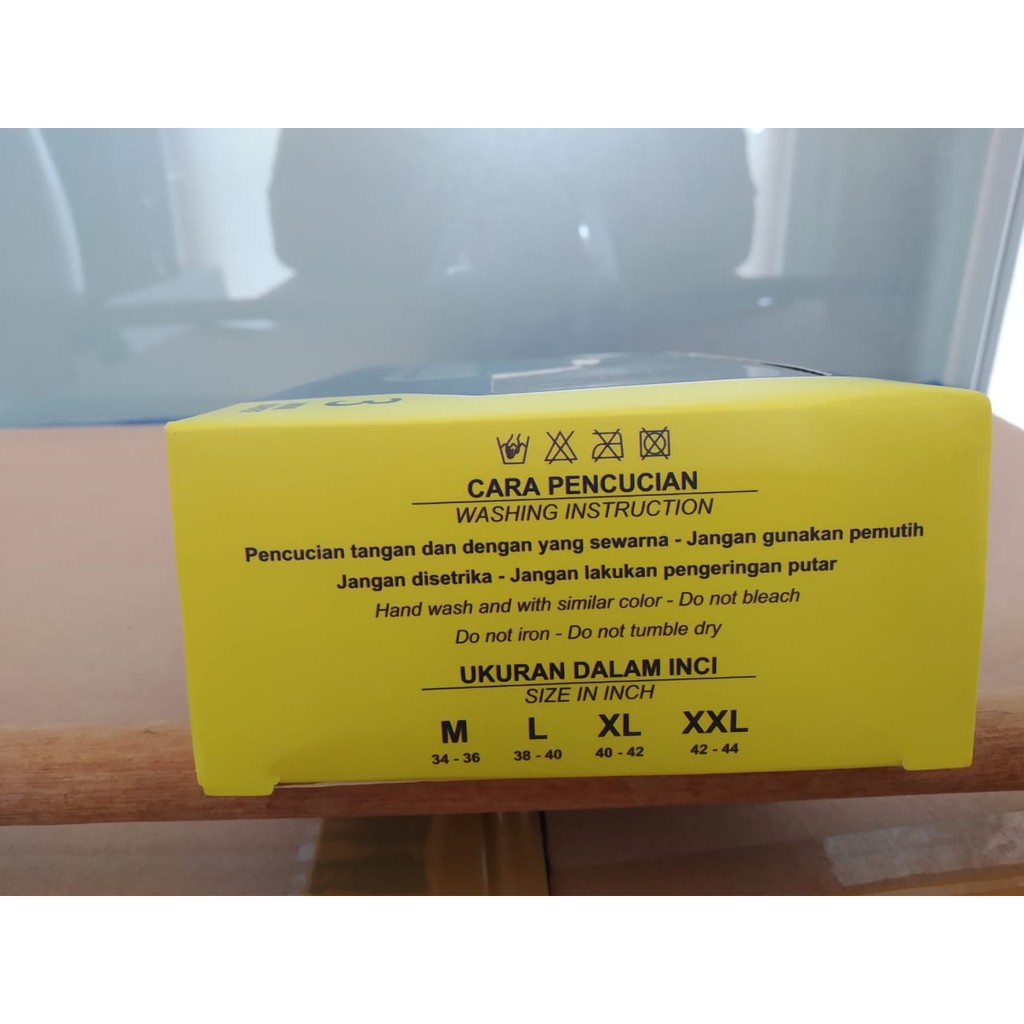 3
CARA PENCUCIAN
WASHING INSTRUCTION
Pencucian tangan dan dengan yang sewarna - Jangan gunakan pemutih
Jangan disetrika - Jangan lakukan pengeringan putar
Hand wash and with similar color - Do not bleach
Do not iron - Do not tumble dry
UKURAN DALAM INCI
SIZE IN INCH
M L XL XXL
34 - 36 38 - 40 40 - 42 42 - 44